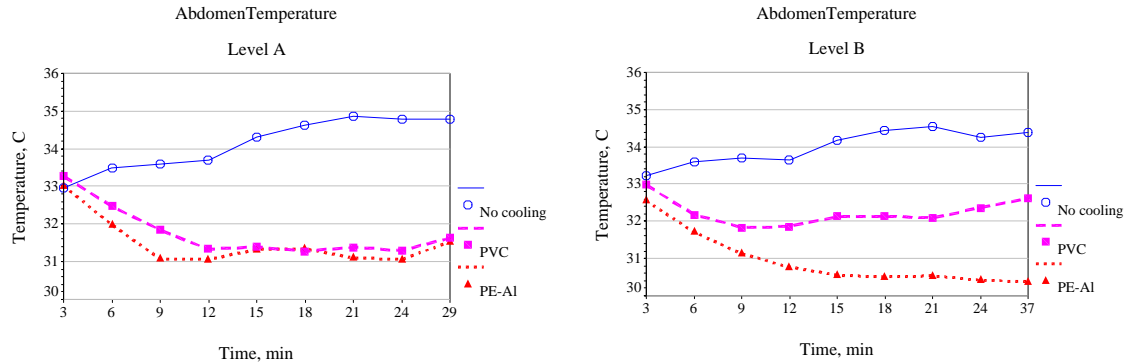 AbdomenTemperature
Level A
Temperature, C
36
35
34
33
32
31
30
3 6 9 12 15 18 21 24 29
Time, min
No cooling
PVC
PE-Al
AbdomenTemperature
Level B
Temperature, C
36
35
34
33
32
31
30
3 6 9 12 15 18 21 24 37
Time, min
No cooling
PVC
PE-Al